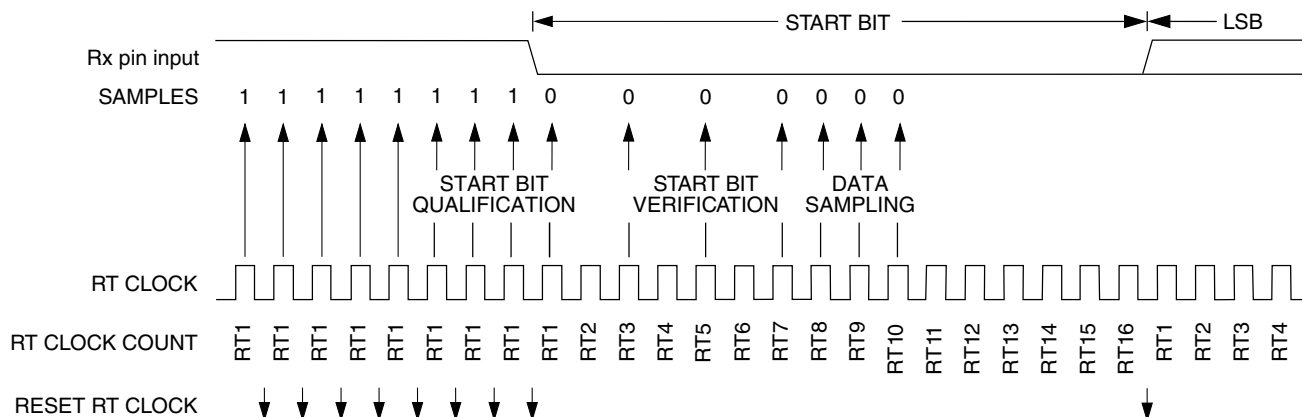 START BIT LSB
Rx pin input
SAMPLES 1 1 1 1 1 1 1 1 0 0 0 0 0 0 0
START BIT START BIT DATA
QUALIFICATION VERIFICATION SAMPLING
RT CLOCK
RT CLOCK COUNT RT1 RT1 RT1 RT1 RT1 RT1 RT1 RT1 RT1 RT2 RT3 RT4 RT5 RT6 RT7 RT8 RT9 RT10 RT11 RT12 RT13 RT14 RT15 RT16 RT1 RT2 RT3 RT4
RESET RT CLOCK